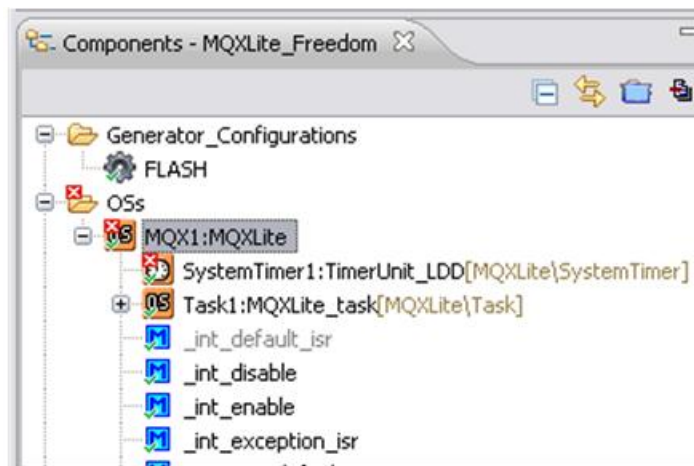 Components - MQXLite_Freedom
Generator_Configurations
FLASH
OSs
MQX1:MQXLite
SystemTimer1:TimerUnit_LDD[MQXLite\SystemTimer]
Task1:MQXLite_task[MQXLite\Task]
_int_default_isr
_int_disable
_int_enable
_int_exception_isr